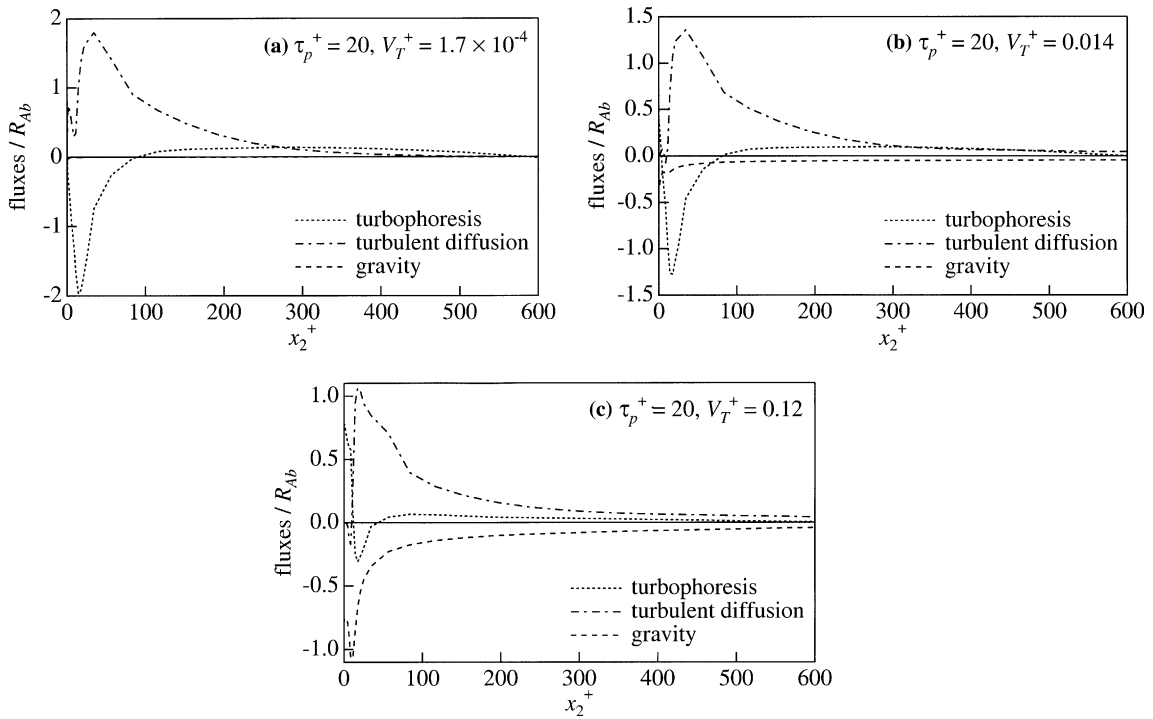 (a) τp+ = 20, VT+ = 1.7 × 10-4
2
1
0
-1
-2
fluxes / RAb
turbophoresis
turbulent diffusion
gravity
0 100 200 300 400 500 600
x2+
(b) τp+ = 20, VT+ = 0.014
1.5
1.0
0.5
0.0
-0.5
-1.0
-1.5
fluxes / RAb
turbophoresis
turbulent diffusion
gravity
0 100 200 300 400 500 600
x2+
(c) τp+ = 20, VT+ = 0.12
1.0
0.5
0.0
-0.5
-1.0
fluxes / RAb
turbophoresis
turbulent diffusion
gravity
0 100 200 300 400 500 600
x2+